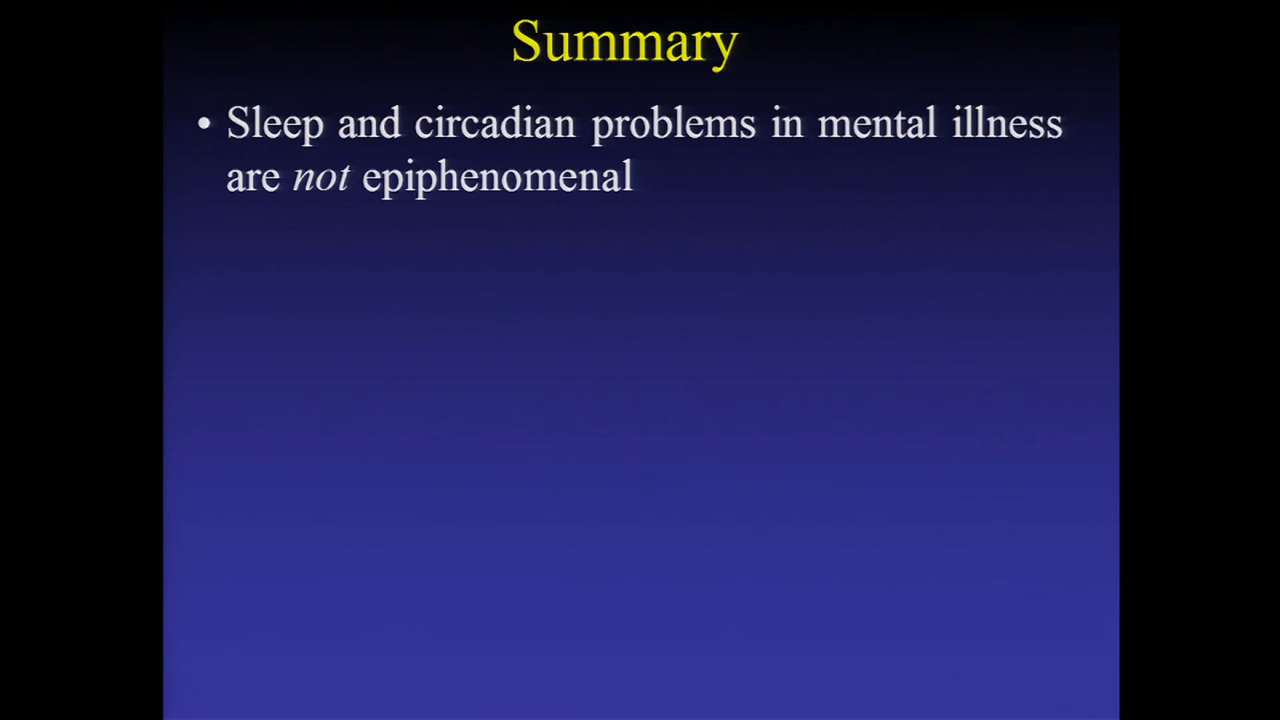 Summary
• Sleep and circadian problems in mental illness
are not epiphenomenal